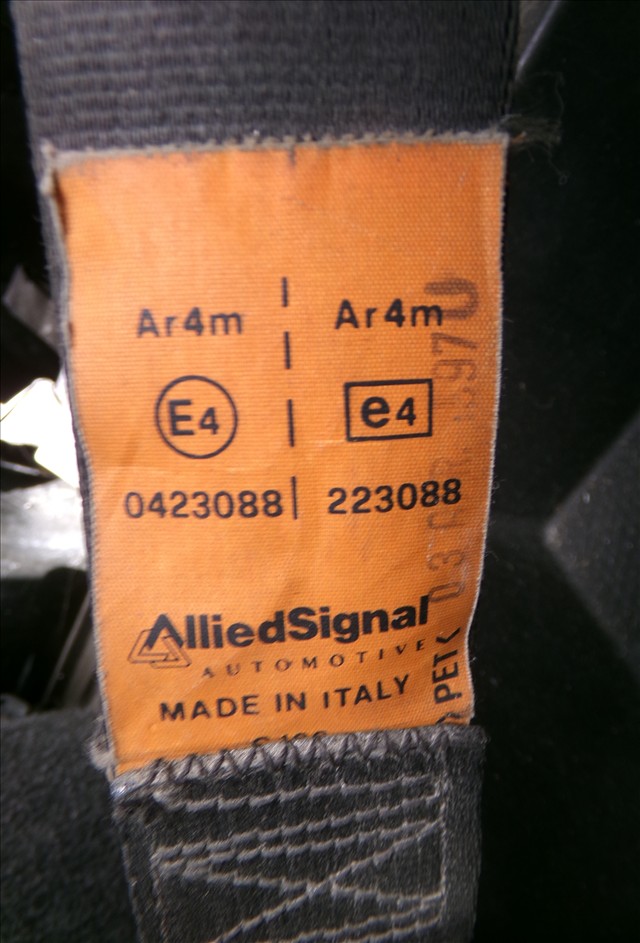 Ar4m
Ar4m
E4
e4
0423088
223088
AlliedSignal
AUTOMOTIVE
MADE IN ITALY
PET<